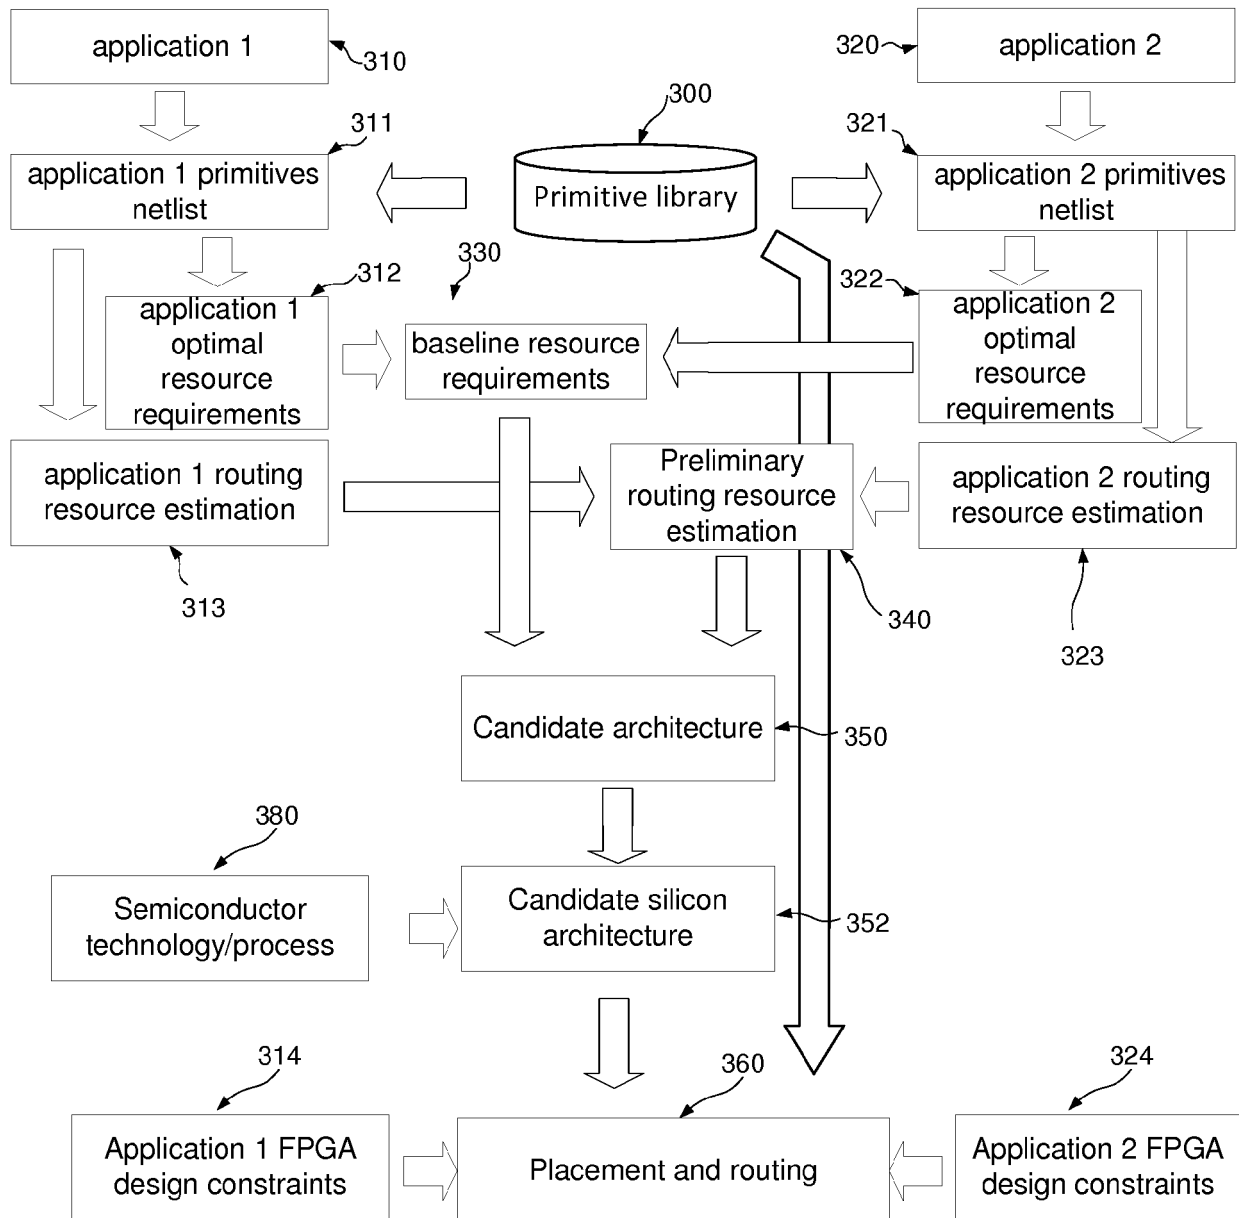 application 1
310
320
application 2
300
311
321
application 1 primitives
netlist
Primitive library
application 2 primitives
netlist
330
312
322
application 1
optimal
resource
requirements
baseline resource
requirements
application 2
optimal
resource
requirements
application 1 routing
resource estimation
Preliminary
routing resource
estimation
application 2 routing
resource estimation
313
340
323
Candidate architecture
350
380
Semiconductor
technology/process
Candidate silicon
architecture
352
314
360
324
Application 1 FPGA
design constraints
Placement and routing
Application 2 FPGA
design constraints